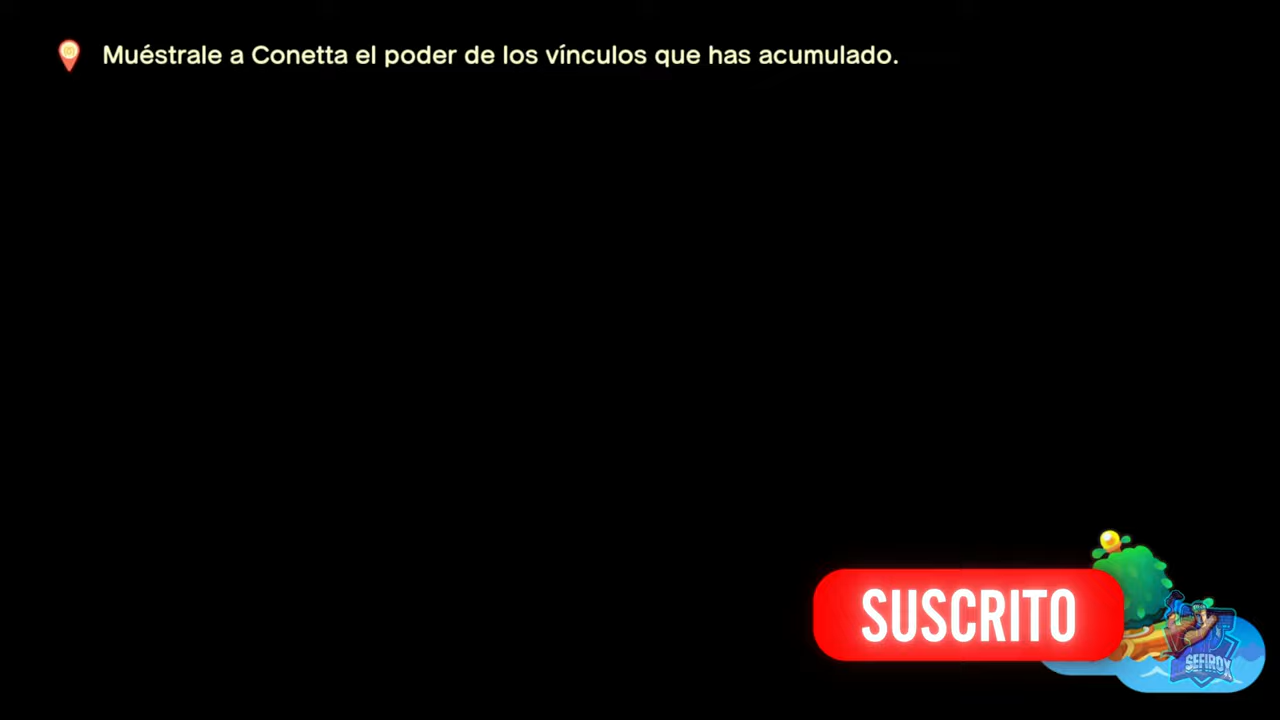 Muéstrale a Conetta el poder de los vínculos que has acumulado.
SUSCRITO
SEFIROX